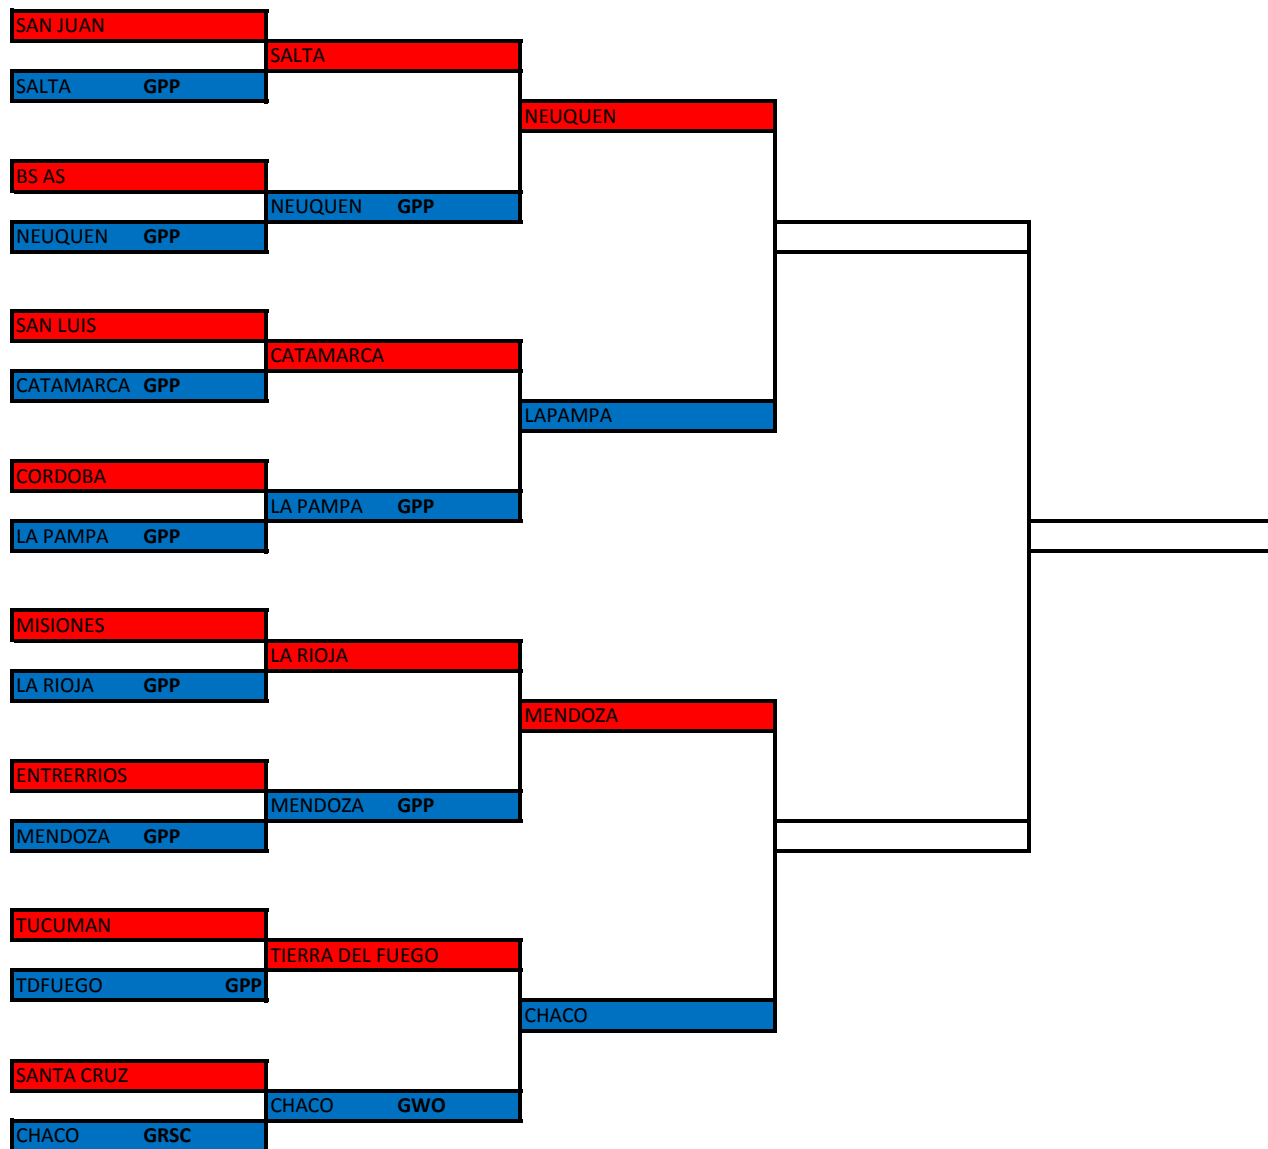 SAN JUAN
SALTA
SALTA GPP
NEUQUEN
BS AS
NEUQUEN GPP
NEUQUEN GPP
SAN LUIS
CATAMARCA
CATAMARCA GPP
LAPAMPA
CORDOBA
LA PAMPA GPP
LA PAMPA GPP
MISIONES
LA RIOJA
LA RIOJA GPP
MENDOZA
ENTRERRIOS
MENDOZA GPP
MENDOZA GPP
TUCUMAN
TIERRA DEL FUEGO
TDFUEGO GPP
CHACO
SANTA CRUZ
CHACO GWO
CHACO GRSC